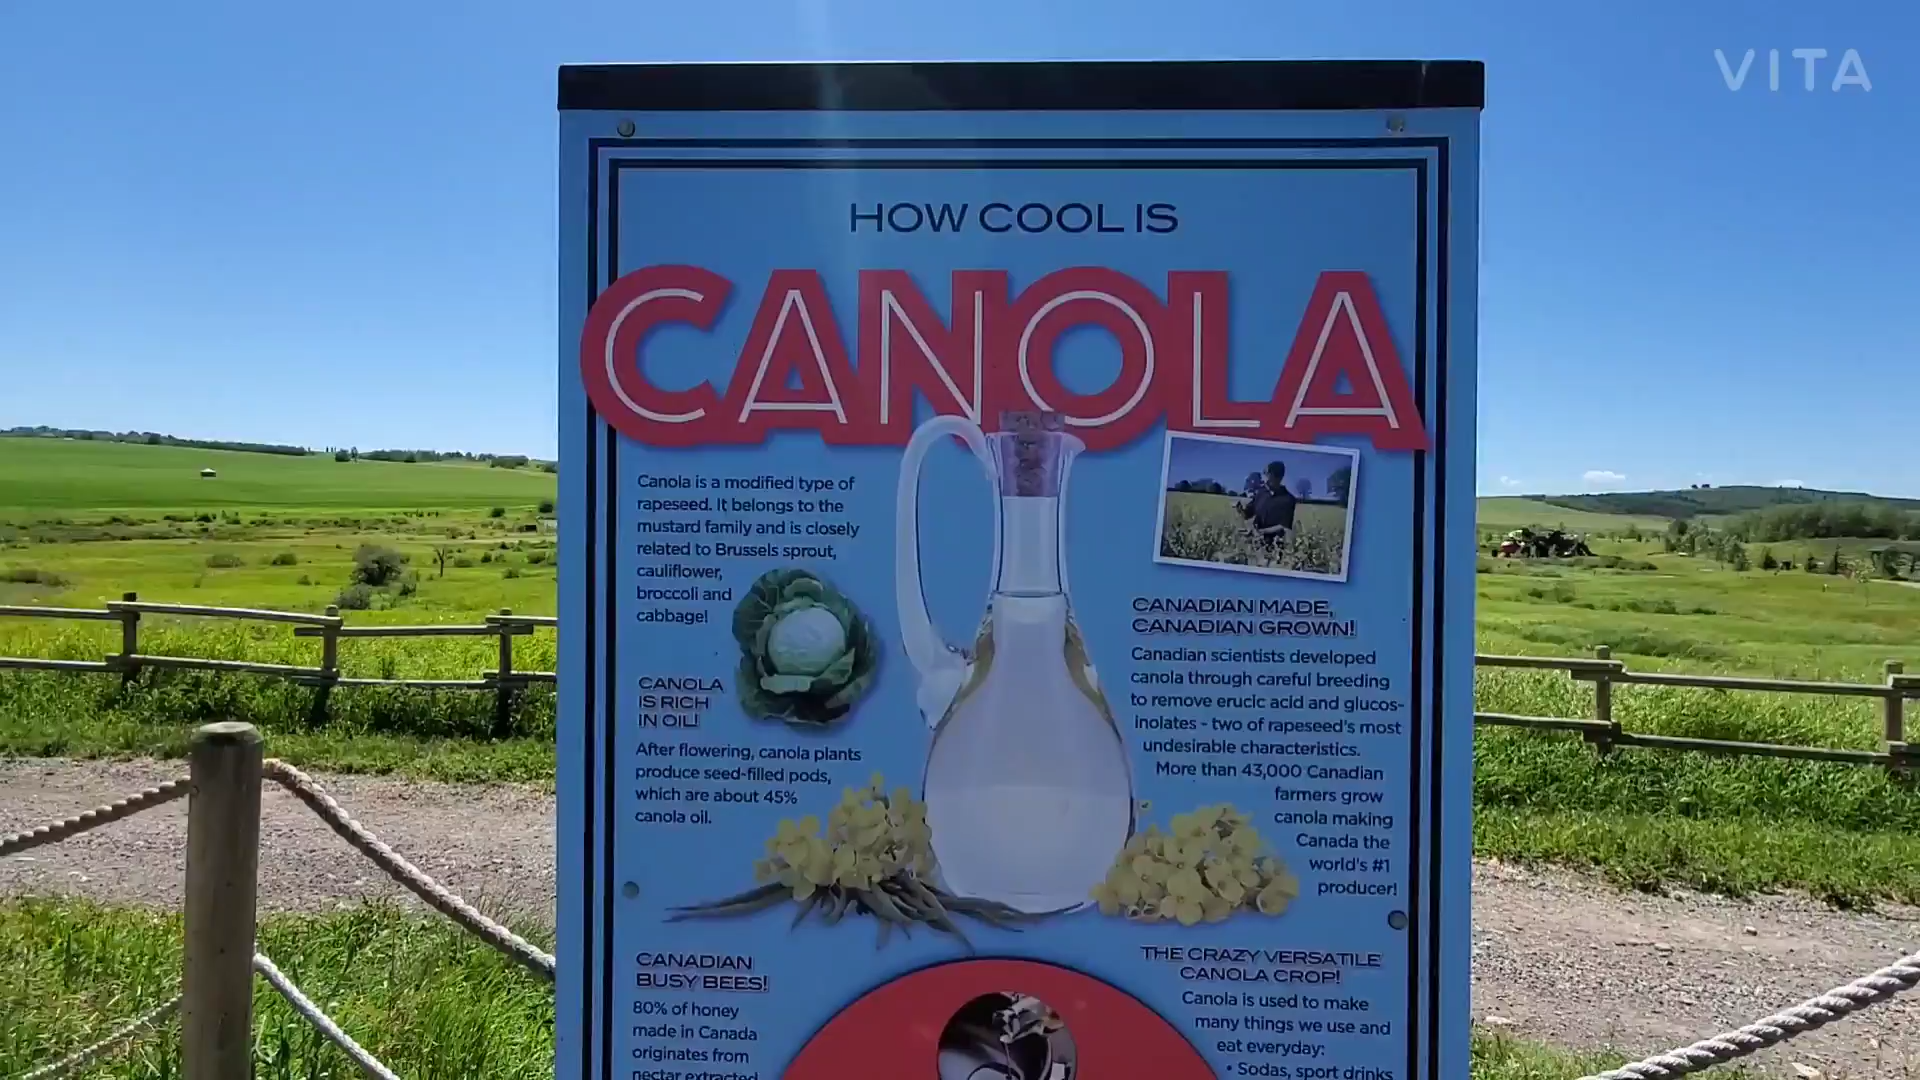 VITA
HOW COOL IS
CANOLA
Canola is a modified type of
rapeseed. It belongs to the
mustard family and is closely
related to Brussels sprout,
cauliflower,
broccoli and
cabbage!
CANOLA
IS RICH
IN OIL!
After flowering, canola plants
produce seed-filled pods,
which are about 45%
canola oil.
CANADIAN MADE,
CANADIAN GROWN!
Canadian scientists developed
canola through careful breeding
to remove erucic acid and glucos-
inolates - two of rapeseed's most
undesirable characteristics.
More than 43,000 Canadian
farmers grow
canola making
Canada the
world's #1
producer!
CANADIAN
BUSY BEES!
80% of honey
made in Canada
originates from
nectar extracted
THE CRAZY VERSATILE
CANOLA CROP!
Canola is used to make
many things we use and
eat everyday:
• Sodas, sport drinks